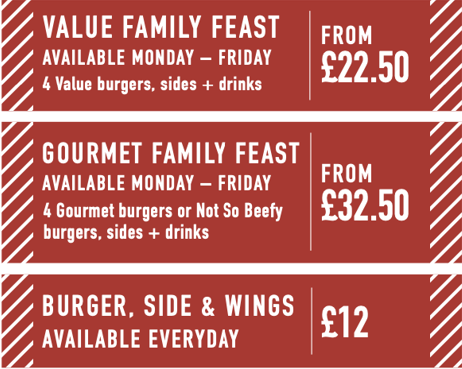 VALUE FAMILY FEAST
AVAILABLE MONDAY – FRIDAY
4 Value burgers, sides + drinks
FROM
£22.50
GOURMET FAMILY FEAST
AVAILABLE MONDAY – FRIDAY
4 Gourmet burgers or Not So Beefy
burgers, sides + drinks
FROM
£32.50
BURGER, SIDE & WINGS
AVAILABLE EVERYDAY
£12